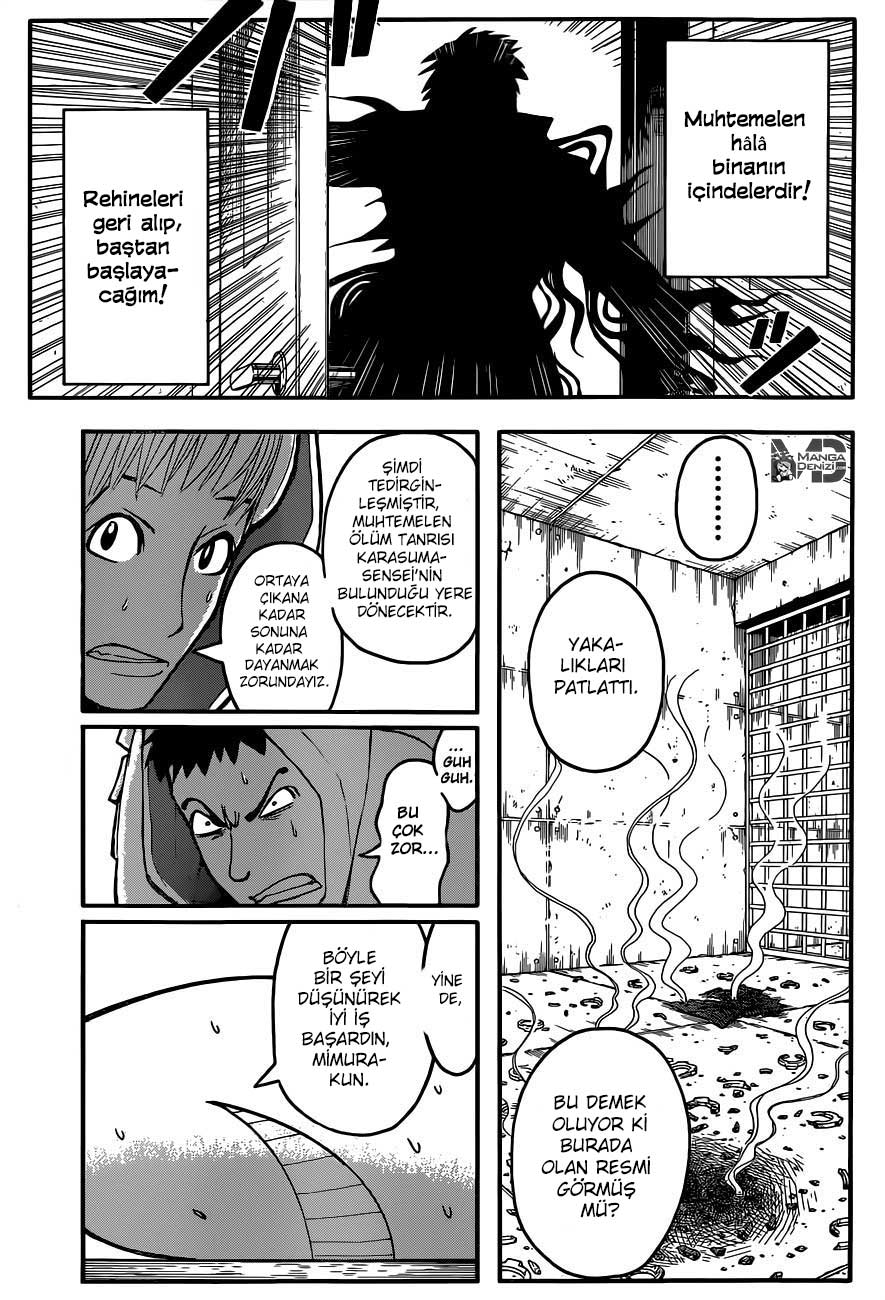 Muhtemelen
hâlâ
binanın
içindelerdir!
Rehineleri
geri alıp,
baştan
başlaya-
cağım!
........
MANGA
DENİZİ
YAKA-
LIKLARI
PATLATTI.
BU DEMEK
OLUYOR Kİ
BURADA
OLAN RESMİ
GÖRMÜŞ
MÜ?
ŞİMDİ
TEDİRGİN-
LEŞMİŞTİR,
MUHTEMELEN
ÖLÜM TANRISI
KARASUMA-
SENSEI'NİN
BULUNDUĞU YERE
DÖNECEKTİR.
ORTAYA
ÇIKANA
KADAR
SONUNA
KADAR
DAYANMAK
ZORUNDAYIZ.
...
GUH
GUH.
BU
ÇOK
ZOR...
YİNE
DE,
BÖYLE
BİR ŞEYİ
DÜŞÜNÜREK
İYİ İŞ
BAŞARDIN,
MIMURA-
KUN.